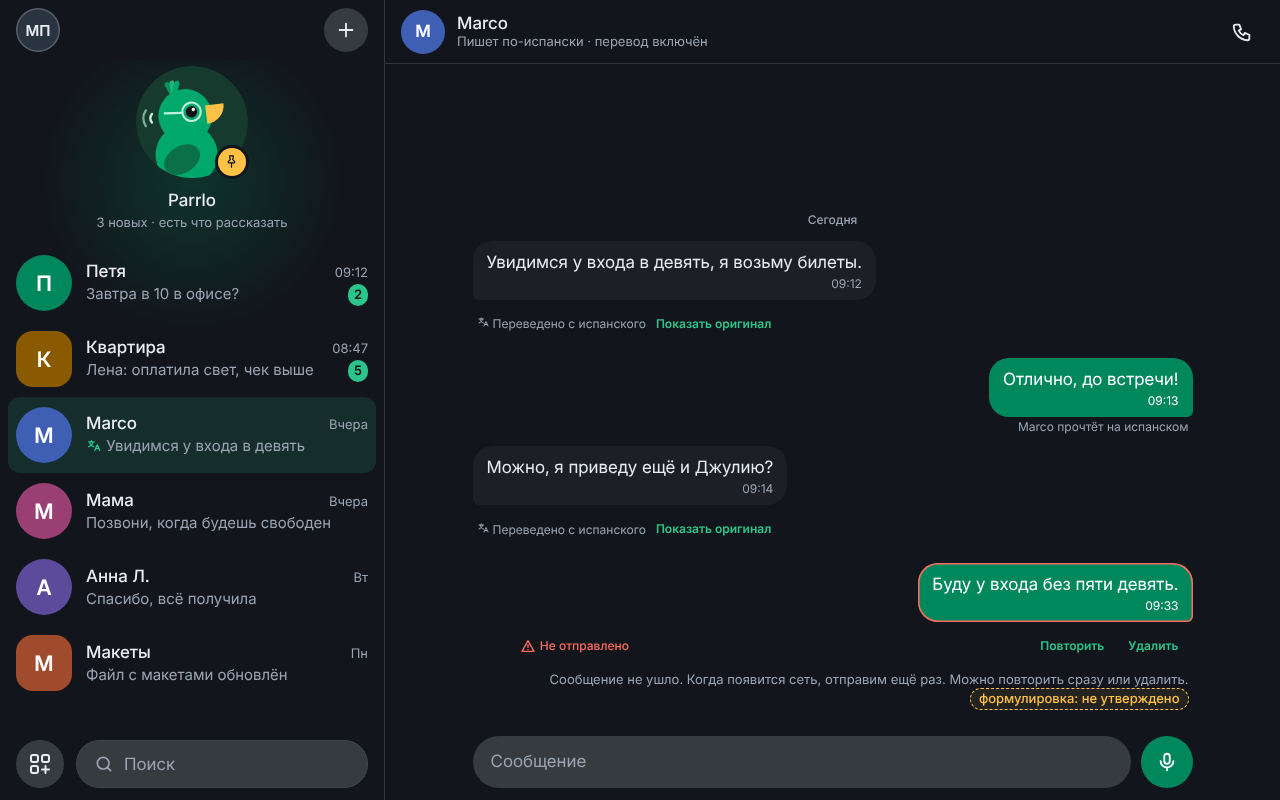 МП
Parrlo
3 новых · есть что рассказать
П
Петя
09:12
Завтра в 10 в офисе?
2
К
Квартира
08:47
Лена: оплатила свет, чек выше
5
M
Marco
Вчера
Увидимся у входа в девять
М
Мама
Вчера
Позвони, когда будешь свободен
А
Анна Л.
Вт
Спасибо, всё получила
М
Макеты
Пн
Файл с макетами обновлён
Поиск
M
Marco
Пишет по-испански · перевод включён
Сегодня
Увидимся у входа в девять, я возьму билеты.
09:12
Переведено с испанского Показать оригинал
Отлично, до встречи!
09:13
Marco прочтёт на испанском
Можно, я приведу ещё и Джулию?
09:14
Переведено с испанского Показать оригинал
Буду у входа без пяти девять.
09:33
Не отправлено Повторить Удалить
Сообщение не ушло. Когда появится сеть, отправим ещё раз. Можно повторить сразу или удалить.
формулировка: не утверждено
Сообщение